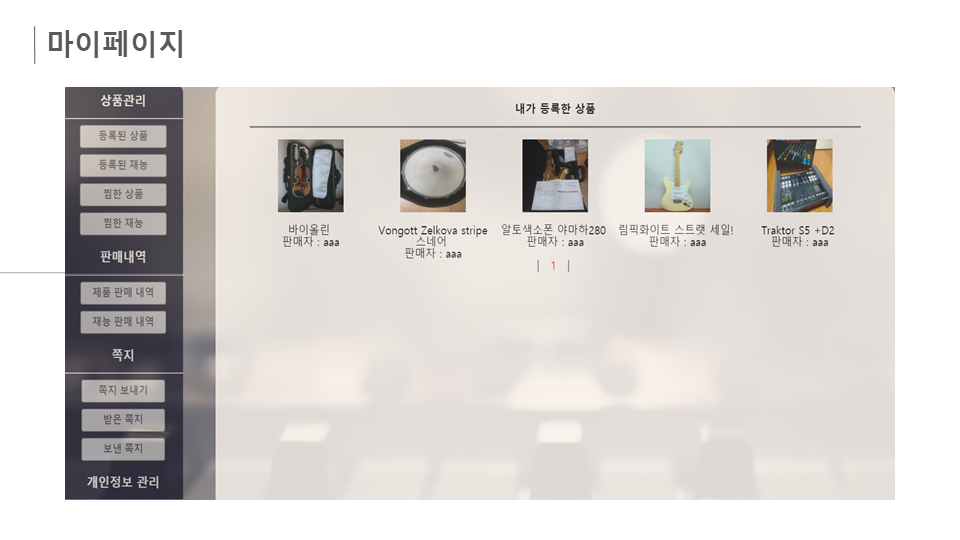 마이페이지
상품관리
등록된 상품
등록된 재능
찜한 상품
찜한 재능
판매내역
제품 판매 내역
재능 판매 내역
쪽지
쪽지 보내기
받은 쪽지
보낸 쪽지
개인정보 관리
내가 등록한 상품
바이올린
판매자 : aaa
Vongott Zelkova stripe
스네어
판매자 : aaa
알토색소폰 야마하280
판매자 : aaa
림픽화이트 스트랫 세일!
판매자 : aaa
Traktor S5 +D2
판매자 : aaa
| 1 |